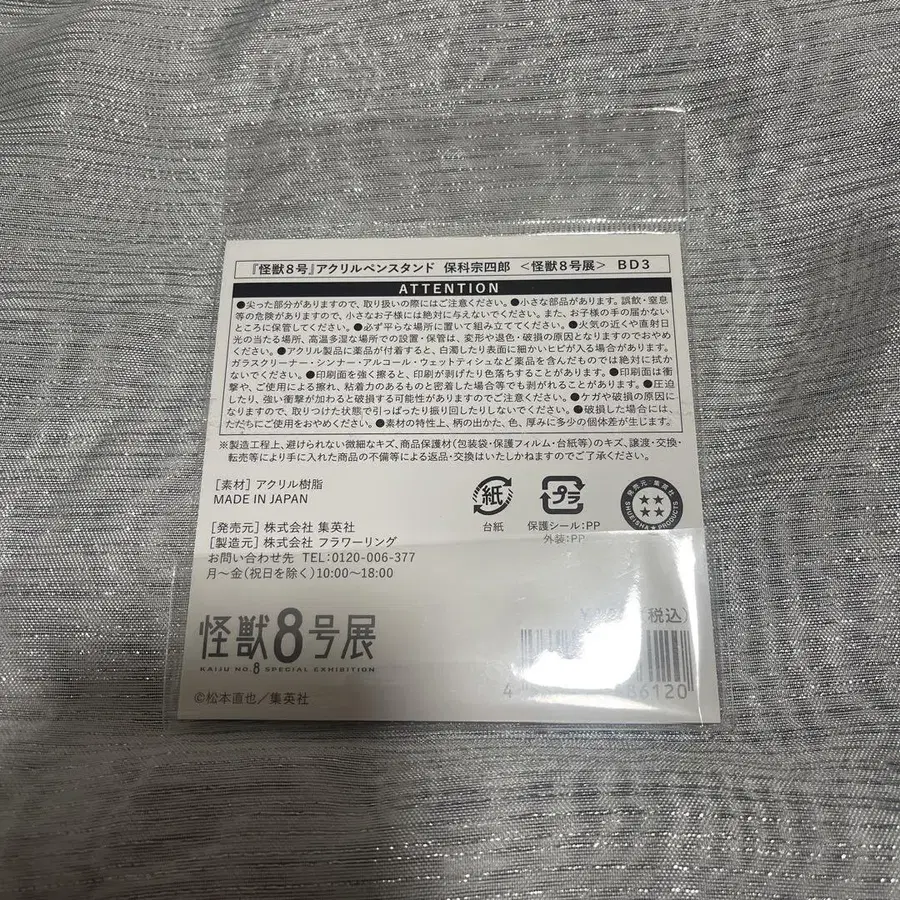 『怪獣8号』アクリルペンスタンド 保科宗四郎 <怪獣8号展> BD3
ATTENTION
●尖った部分がありますので、取り扱いの際にはご注意ください。●小さな部品があります。誤飲・窒息
等の危険がありますので、小さなお子様には絶対に与えないでください。また、お子様の手の届かない
ところに保管してください。●必ず平らな場所に置いて組み立ててください。●火気の近くや直射日
光の当たる場所、高温多湿な場所での設置・保管は、変形や退色・破損の原因となりますのでおやめ
ください。●アクリル製品に薬品が付着すると、白濁したり表面に細かいヒビが入る場合があります。
ガラスクリーナー・シンナー・アルコール・ウェットティシュなど薬品を含んだものでは絶対に拭か
ないでください。●印刷面を強く擦ると、印刷が剥げたり色落ちすることがあります。●印刷面は衝
撃や、ご使用による擦れ、粘着力のあるものと密着した場合等でも剥がれることがあります。●圧迫
したり、強い衝撃が加わると破損する可能性がありますのでご注意ください。●ケガや破損の原因に
なりますので、取りつけた状態で引っぱったり振り回したりしないでください。●破損した場合には、
ただちにご使用をおやめください。●素材の特性上、柄の出かた、色、厚みに多少の個体差が生じます。
※製造工程上、避けられない微細なキズ、商品保護材(包装袋・保護フィルム・台紙等)のキズ、譲渡・交換・
転売等により手に入れた商品の不備等による返品・交換はいたしかねますのでご了承ください。
[素材] アクリル樹脂
MADE IN JAPAN
[発売元] 株式会社 集英社
[製造元] 株式会社 フラワーリング
お問い合わせ先 TEL:0120-006-377
月〜金(祝日を除く)10:00〜18:00
紙
台紙
プラ
保護シール:PP
外装:PP
発売元・集英社
SHUEISHA PRODUCTS
怪獣8号展
KAIJU NO.8 SPECIAL EXHIBITION
©松本直也/集英社
税込)
86120